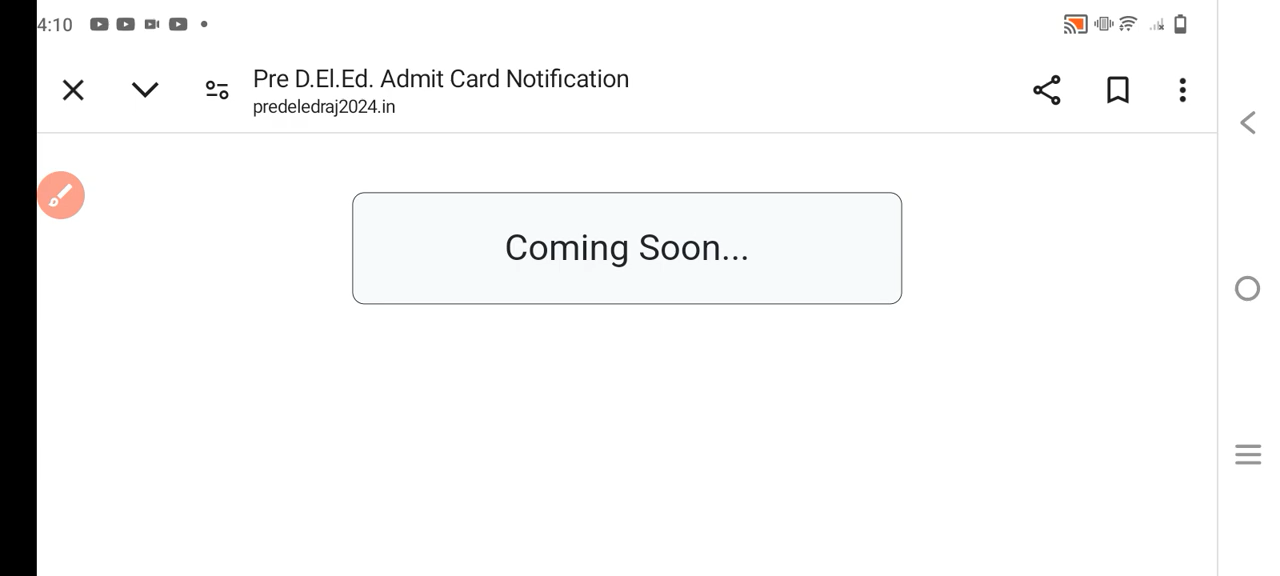 4:10
Pre D.El.Ed. Admit Card Notification
predeledraj2024.in
Coming Soon...